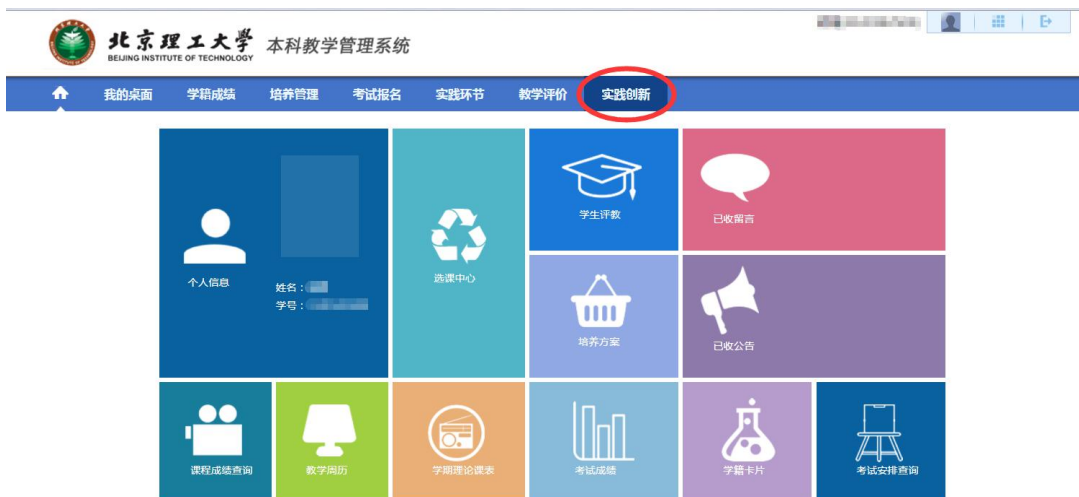 北京理工大学 本科教学管理系统
BEIJING INSTITUTE OF TECHNOLOGY
我的桌面 学籍成绩 培养管理 考试报名 实践环节 教学评价 实践创新
个人信息
姓名：
学号：
选课中心
学生评教
已收留言
培养方案
已收公告
课程成绩查询
教学周历
学期理论课表
考试成绩
学籍卡片
考试安排查询